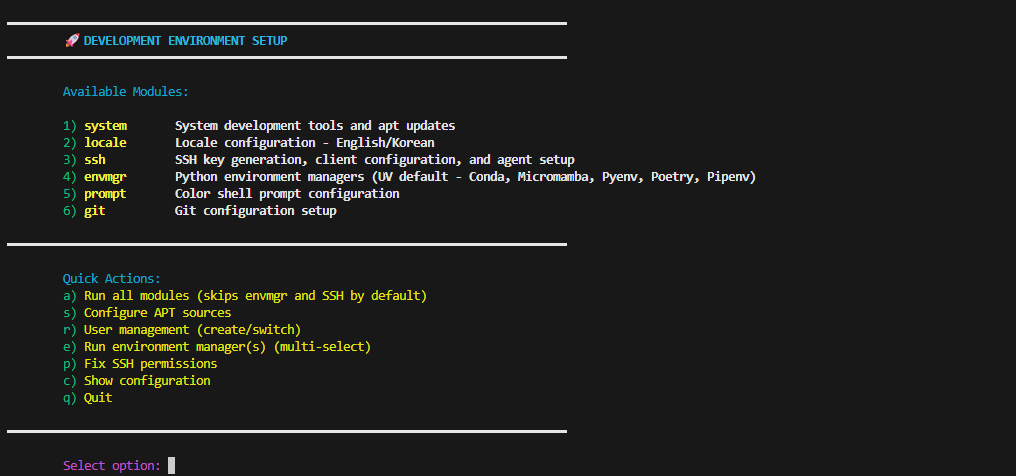 🚀 DEVELOPMENT ENVIRONMENT SETUP
Available Modules:
1) system System development tools and apt updates
2) locale Locale configuration - English/Korean
3) ssh SSH key generation, client configuration, and agent setup
4) envmgr Python environment managers (UV default - Conda, Micromamba, Pyenv, Poetry, Pipenv)
5) prompt Color shell prompt configuration
6) git Git configuration setup
Quick Actions:
a) Run all modules (skips envmgr and SSH by default)
s) Configure APT sources
r) User management (create/switch)
e) Run environment manager(s) (multi-select)
p) Fix SSH permissions
c) Show configuration
q) Quit
Select option: